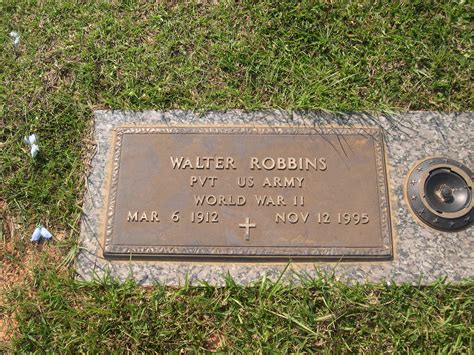 WALTER ROBBINS
PVT US ARMY
WORLD WAR II
MAR 6 1912 NOV 12 1995